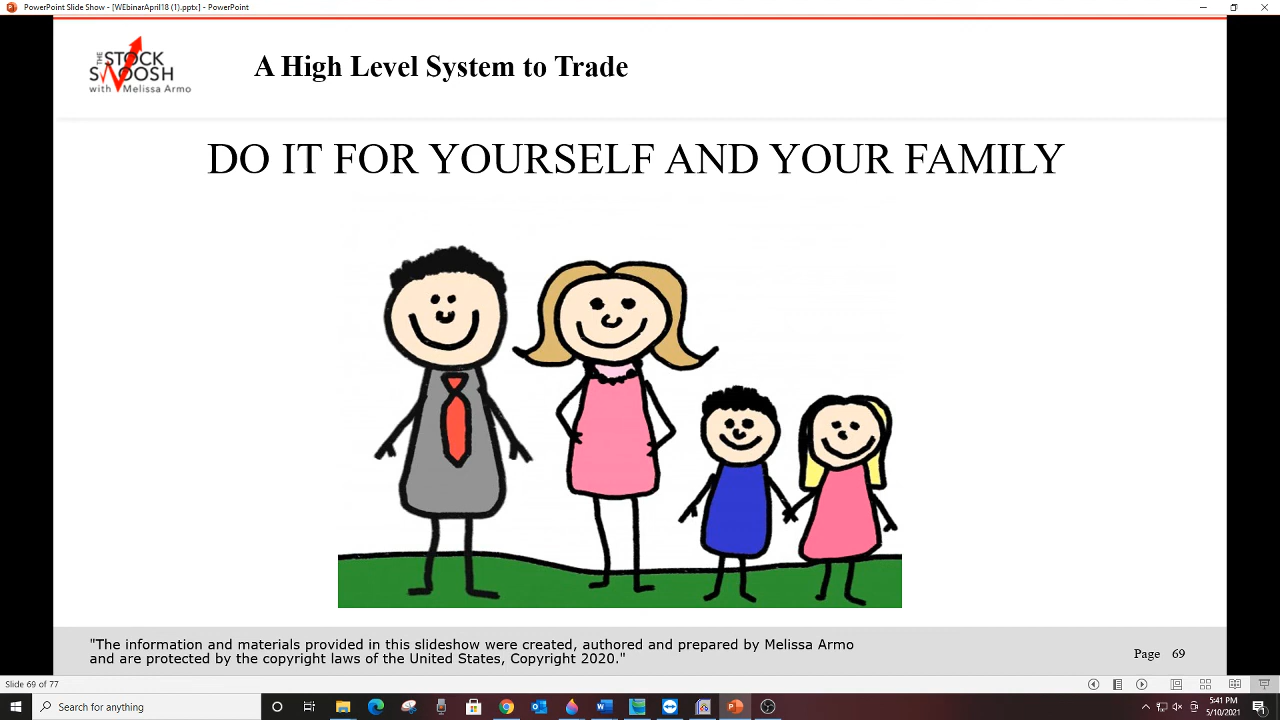 PowerPoint Slide Show - [WEbinarApril18 (1).pptx] - PowerPoint
THE STOCK
SWOOSH
with Melissa Armo
A High Level System to Trade
DO IT FOR YOURSELF AND YOUR FAMILY
"The information and materials provided in this slideshow were created, authored and prepared by Melissa Armo
and are protected by the copyright laws of the United States, Copyright 2020."
Page 69
Slide 69 of 77
Search for anything
5:41 PM
5/10/2021